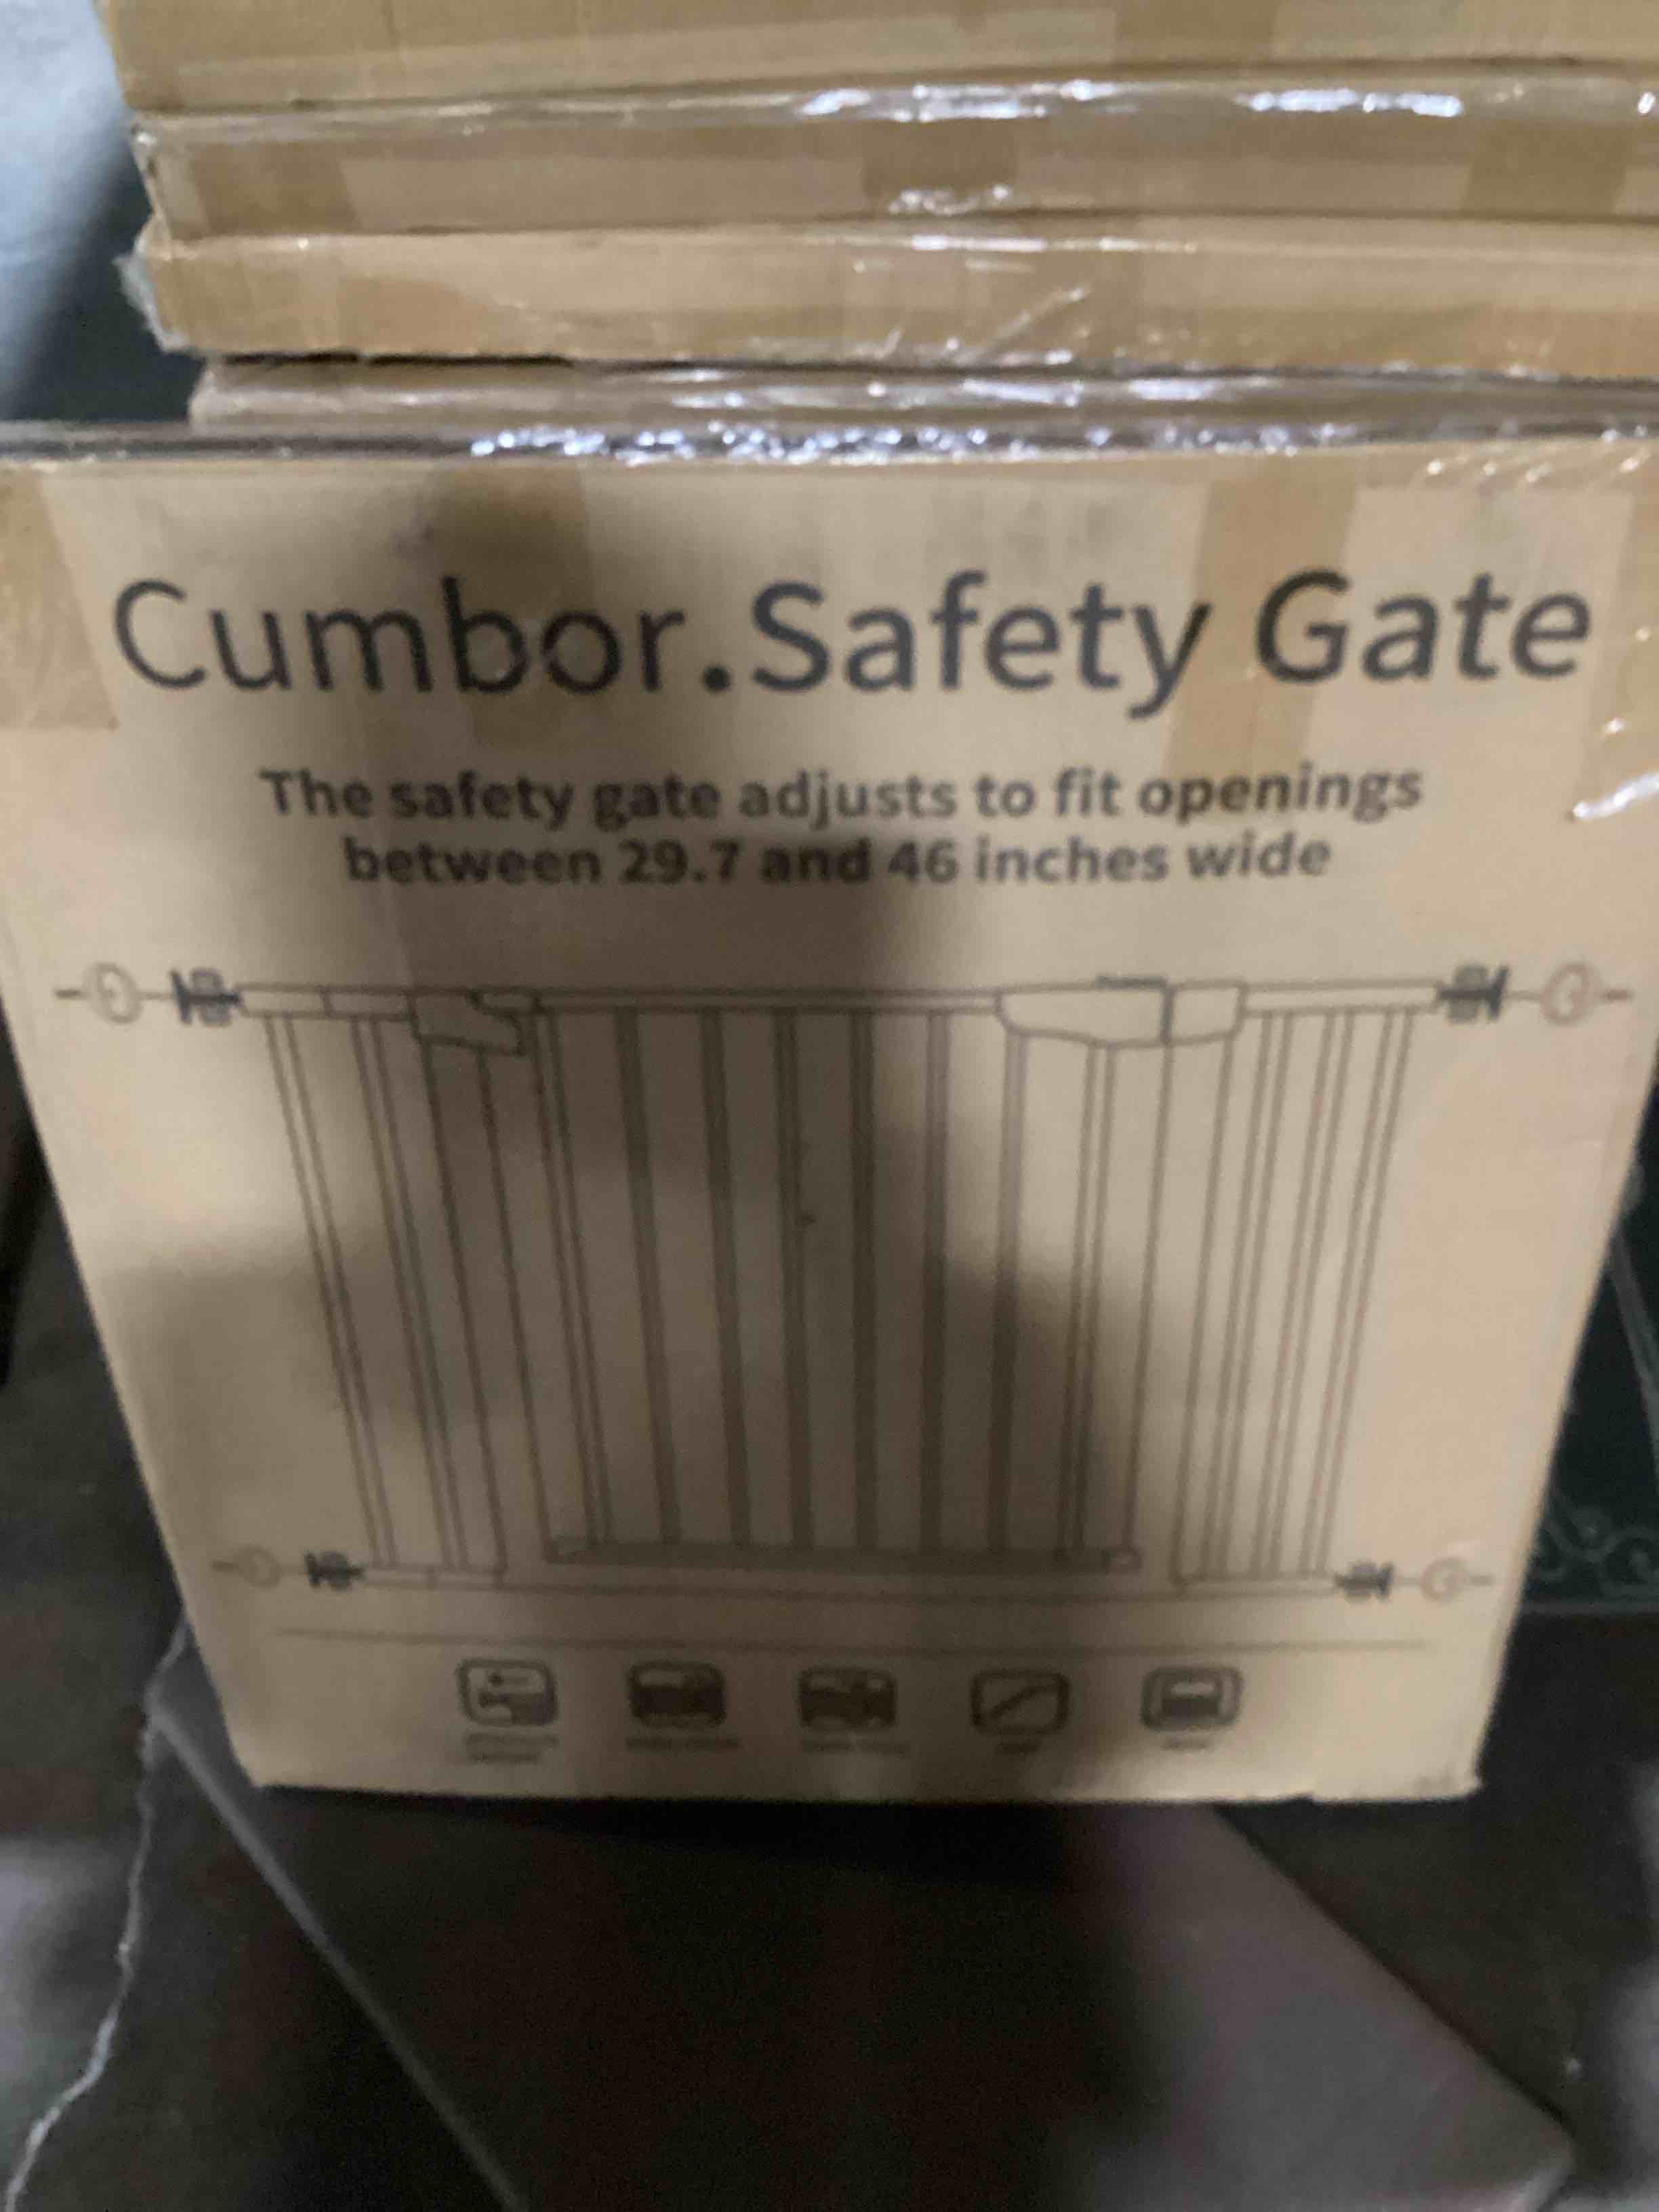 Cumbor.Safety Gate
The safety gate adjusts to fit openings
between 29.7 and 46 inches wide